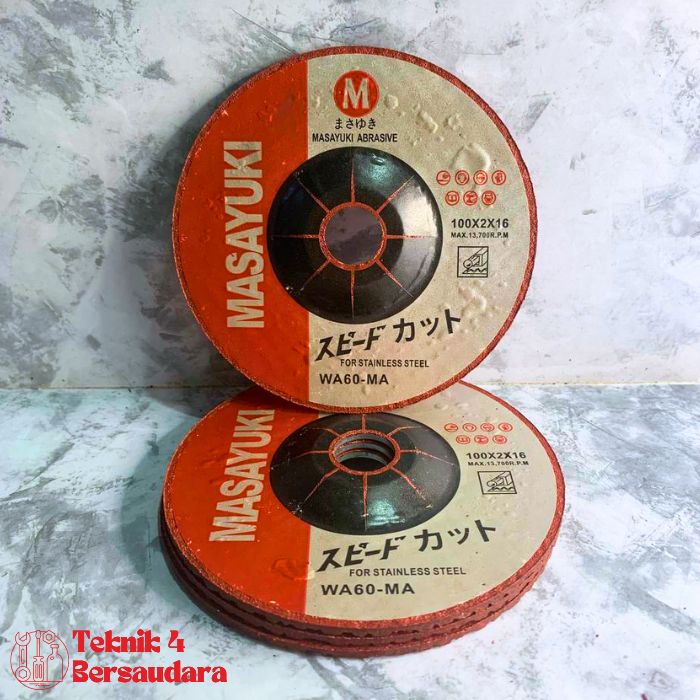 M
まさゆき
MASAYUKI ABRASIVE
MASAYUKI
100X2X16
MAX.13,700R.P.M
スピード カット
FOR STAINLESS STEEL
WA60-MA
MASAYUKI
100X2X16
MAX.13,700R.P.M
スピード カット
FOR STAINLESS STEEL
WA60-MA
Teknik 4
Bersaudara